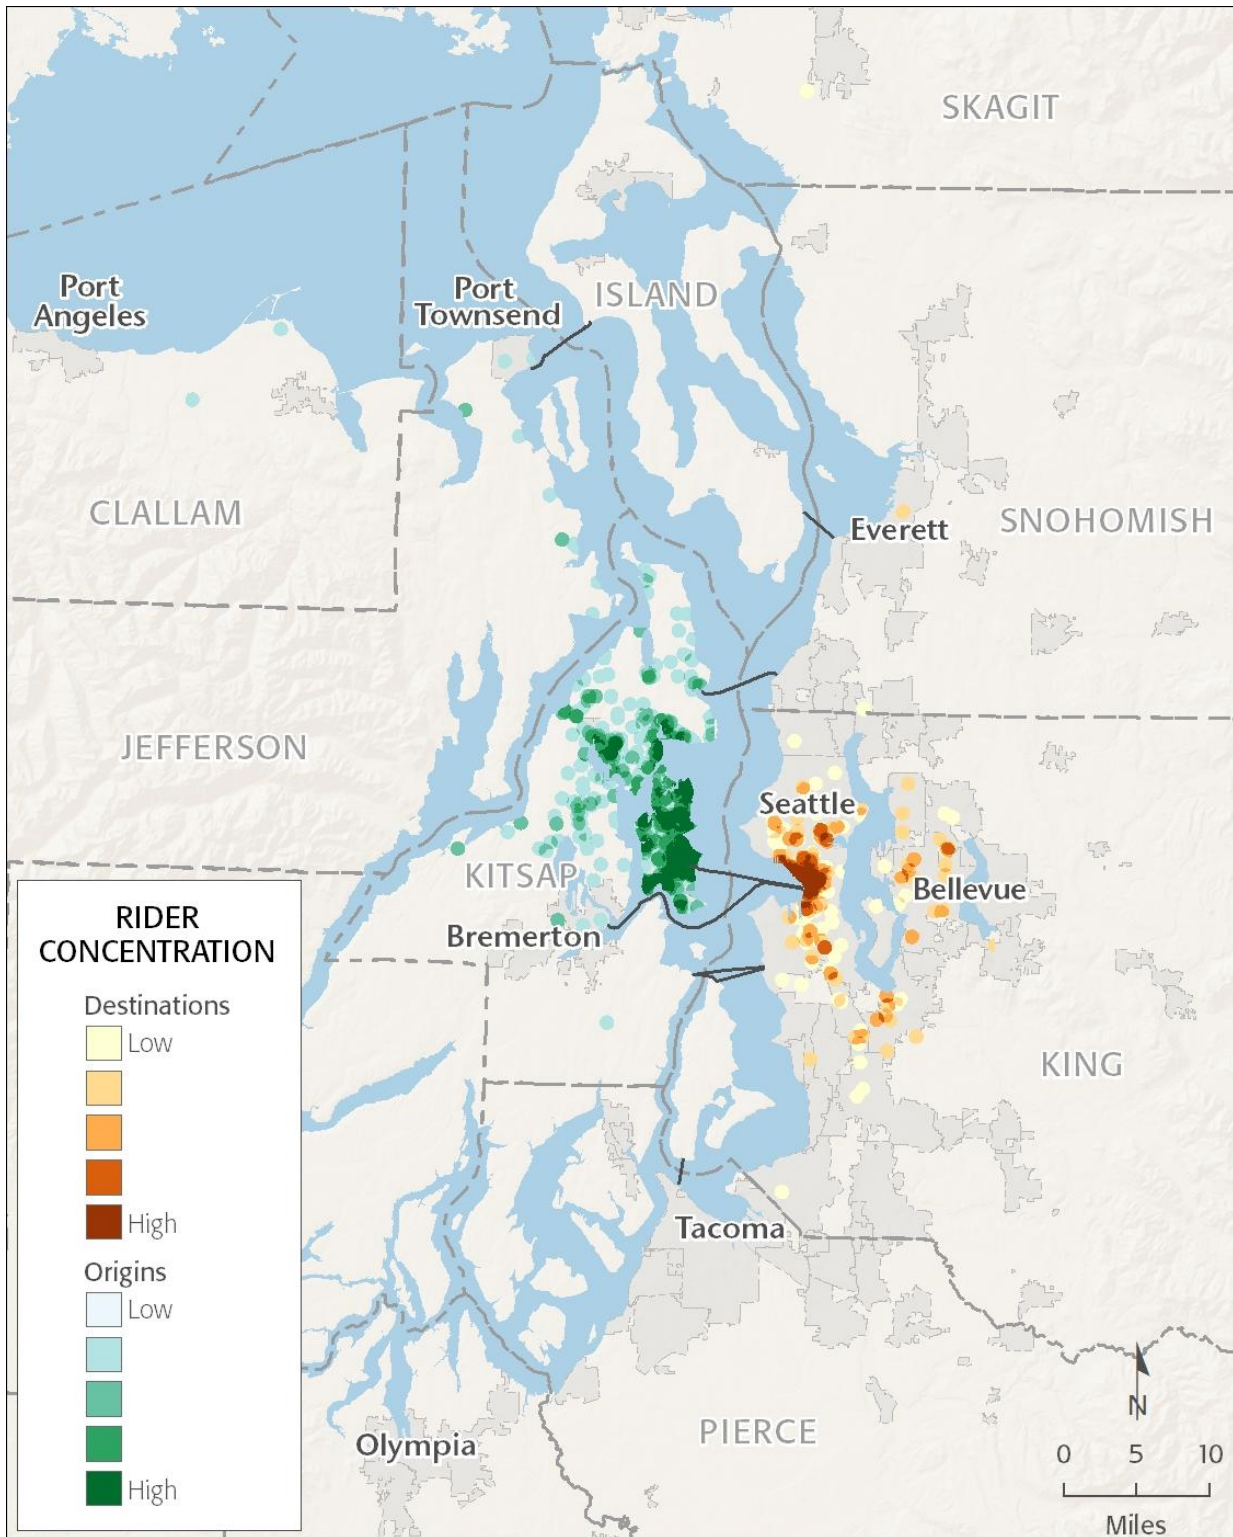 SKAGIT
Port
Angeles
Port
Townsend
ISLAND
CLALLAM
Everett
SNOHOMISH
JEFFERSON
Seattle
KITSAP
Bellevue
Bremerton
KING
Tacoma
Olympia
PIERCE
RIDER
CONCENTRATION
Destinations
Low
High
Origins
Low
High
N
0 5 10
Miles